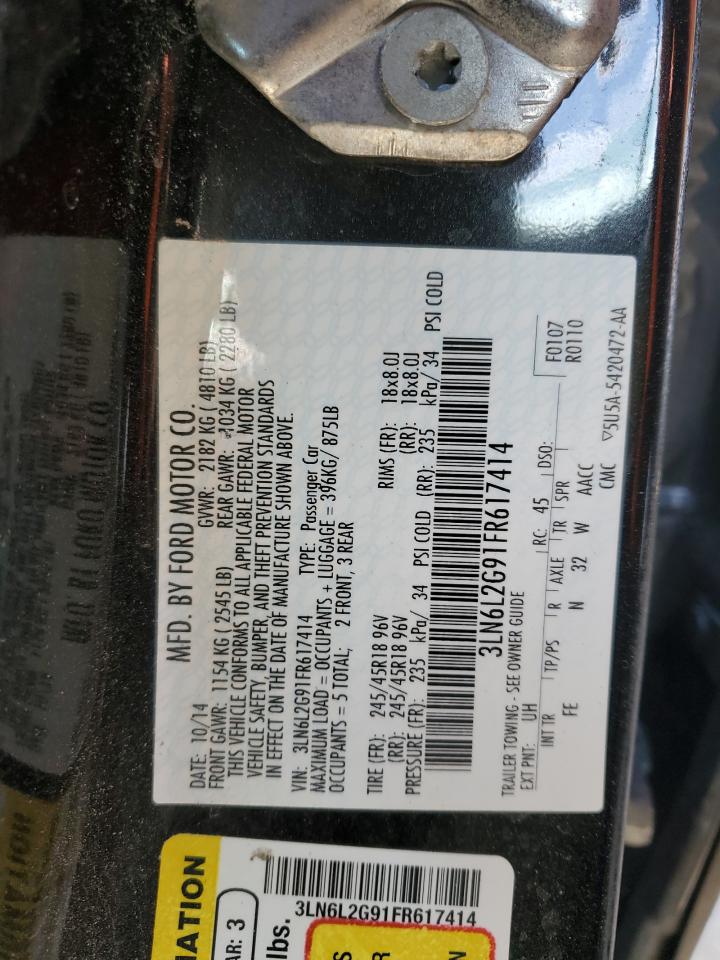 MFD. BY FORD MOTOR CO.
DATE: 10/14 GVWR: 2182 KG ( 4810 LB)
FRONT GAWR: 1154 KG ( 2545 LB) REAR GAWR: 1034 KG ( 2280 LB)
THIS VEHICLE CONFORMS TO ALL APPLICABLE FEDERAL MOTOR
VEHICLE SAFETY, BUMPER, AND THEFT PREVENTION STANDARDS
IN EFFECT ON THE DATE OF MANUFACTURE SHOWN ABOVE.
VIN: 3LN6L2G91FR617414 TYPE: Passenger Car
MAXIMUM LOAD = OCCUPANTS + LUGGAGE = 396KG/ 875LB
OCCUPANTS = 5 TOTAL; 2 FRONT, 3 REAR
TIRE (FR): 245/45R18 96V RIMS (FR): 18x8.0J
(RR): 245/45R18 96V (RR): 18x8.0J
PRESSURE (FR): 235 kPa/ 34 PSI COLD (RR): 235 kPa/ 34 PSI COLD
3LN6L2G91FR617414
TRAILER TOWING - SEE OWNER GUIDE
EXT PNT: UH RC: 45 DSO: F0107
R0110
INT TR TP/PS R AXLE TR SPR
FE N 32 W AACC
CMC ▽5U5A-5420472-AA
MATION
AR: 3
lbs.
3LN6L2G91FR617414
S
R
N